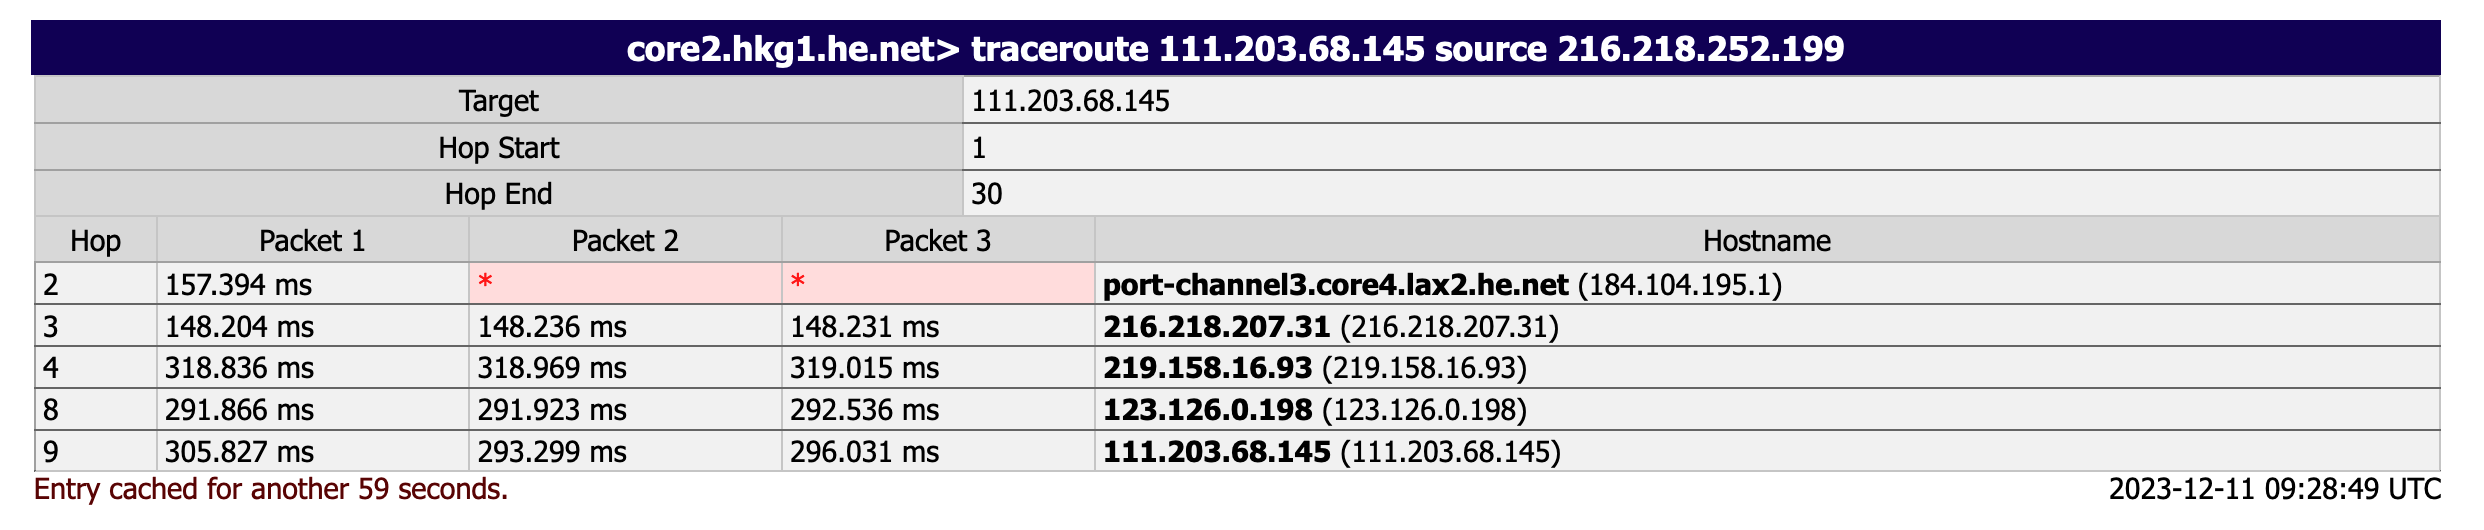 core2.hkg1.he.net> traceroute 111.203.68.145 source 216.218.252.199
Target 111.203.68.145
Hop Start 1
Hop End 30
Hop Packet 1 Packet 2 Packet 3 Hostname
2 157.394 ms * * port-channel3.core4.lax2.he.net (184.104.195.1)
3 148.204 ms 148.236 ms 148.231 ms 216.218.207.31 (216.218.207.31)
4 318.836 ms 318.969 ms 319.015 ms 219.158.16.93 (219.158.16.93)
8 291.866 ms 291.923 ms 292.536 ms 123.126.0.198 (123.126.0.198)
9 305.827 ms 293.299 ms 296.031 ms 111.203.68.145 (111.203.68.145)
Entry cached for another 59 seconds. 2023-12-11 09:28:49 UTC